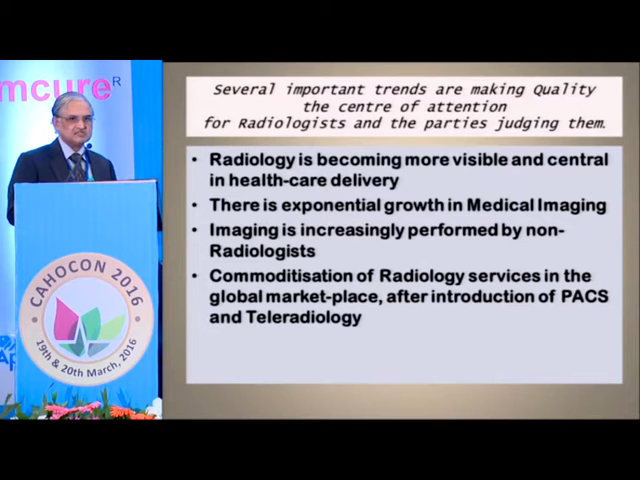 mcureR
CAHOCON 2016
19th & 20th March, 2016
Several important trends are making Quality
the centre of attention
for Radiologists and the parties judging them.
• Radiology is becoming more visible and central
in health-care delivery
• There is exponential growth in Medical Imaging
• Imaging is increasingly performed by non-
Radiologists
• Commoditisation of Radiology services in the
global market-place, after introduction of PACS
and Teleradiology